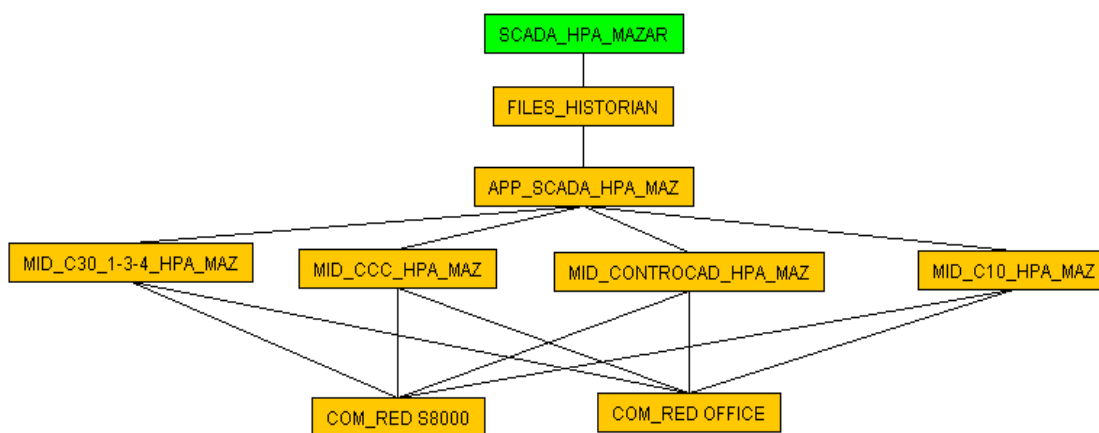 SCADA_HPA_MAZAR
FILES_HISTORIAN
APP_SCADA_HPA_MAZ
MID_C30_1-3-4_HPA_MAZ
MID_CCC_HPA_MAZ
MID_CONTROCAD_HPA_MAZ
MID_C10_HPA_MAZ
COM_RED S8000
COM_RED OFFICE